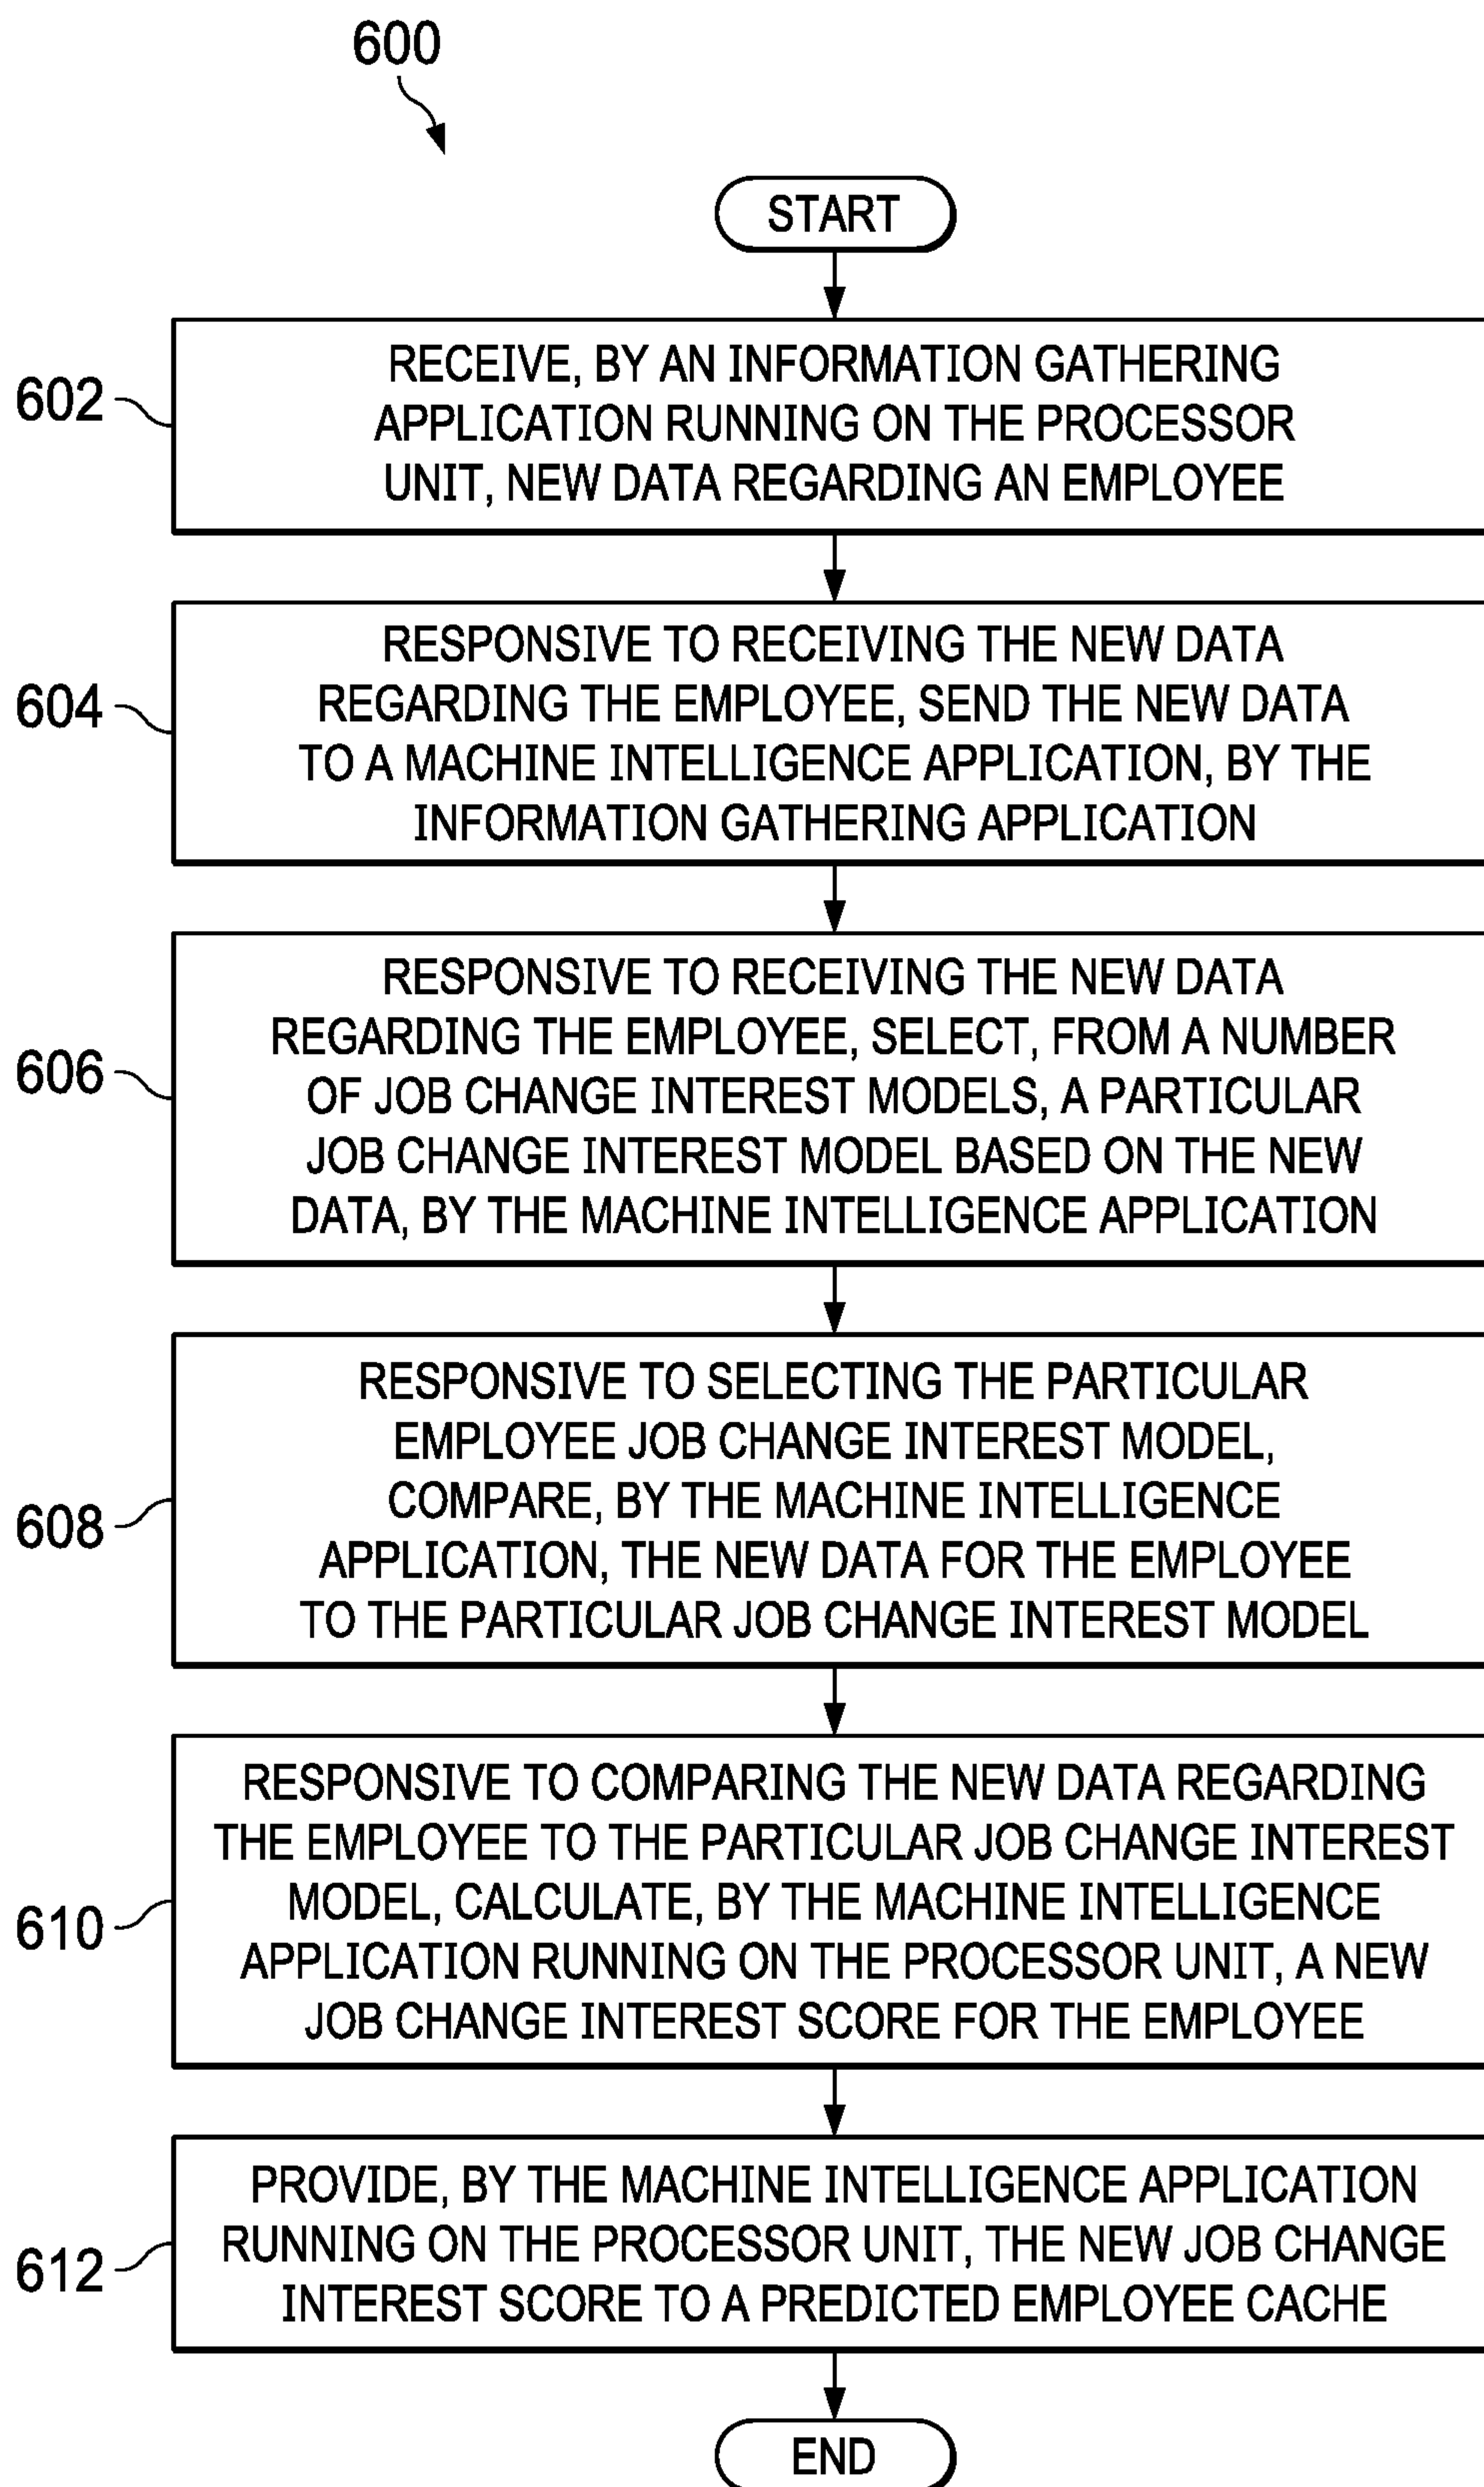 600
START
602
RECEIVE, BY AN INFORMATION GATHERING
APPLICATION RUNNING ON THE PROCESSOR
UNIT, NEW DATA REGARDING AN EMPLOYEE
604
RESPONSIVE TO RECEIVING THE NEW DATA
REGARDING THE EMPLOYEE, SEND THE NEW DATA
TO A MACHINE INTELLIGENCE APPLICATION, BY THE
INFORMATION GATHERING APPLICATION
606
RESPONSIVE TO RECEIVING THE NEW DATA
REGARDING THE EMPLOYEE, SELECT, FROM A NUMBER
OF JOB CHANGE INTEREST MODELS, A PARTICULAR
JOB CHANGE INTEREST MODEL BASED ON THE NEW
DATA, BY THE MACHINE INTELLIGENCE APPLICATION
608
RESPONSIVE TO SELECTING THE PARTICULAR
EMPLOYEE JOB CHANGE INTEREST MODEL,
COMPARE, BY THE MACHINE INTELLIGENCE
APPLICATION, THE NEW DATA FOR THE EMPLOYEE
TO THE PARTICULAR JOB CHANGE INTEREST MODEL
610
RESPONSIVE TO COMPARING THE NEW DATA REGARDING
THE EMPLOYEE TO THE PARTICULAR JOB CHANGE INTEREST
MODEL, CALCULATE, BY THE MACHINE INTELLIGENCE
APPLICATION RUNNING ON THE PROCESSOR UNIT, A NEW
JOB CHANGE INTEREST SCORE FOR THE EMPLOYEE
612
PROVIDE, BY THE MACHINE INTELLIGENCE APPLICATION
RUNNING ON THE PROCESSOR UNIT, THE NEW JOB CHANGE
INTEREST SCORE TO A PREDICTED EMPLOYEE CACHE
END